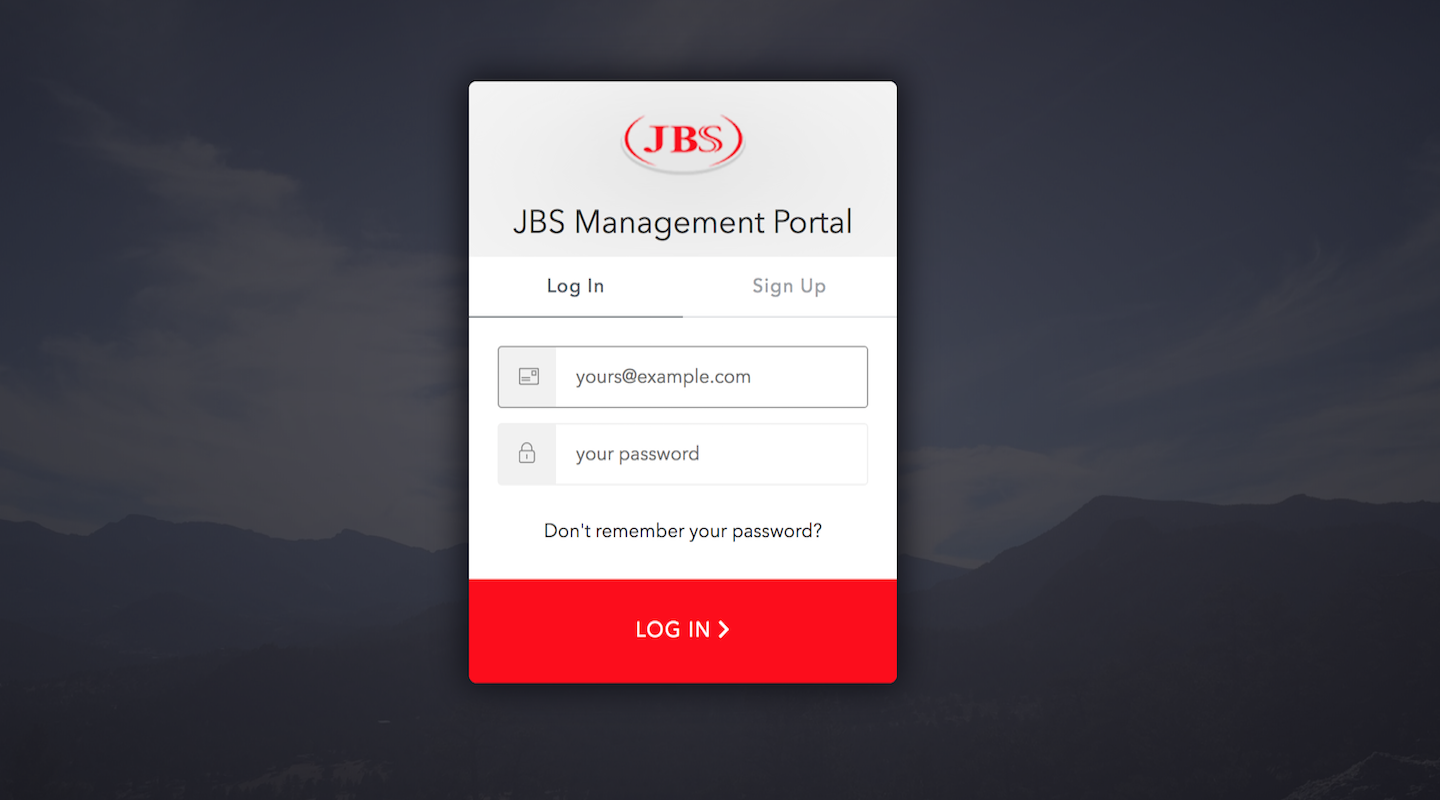 JBS
JBS Management Portal
Log In
Sign Up
yours@example.com
your password
Don't remember your password?
LOG IN